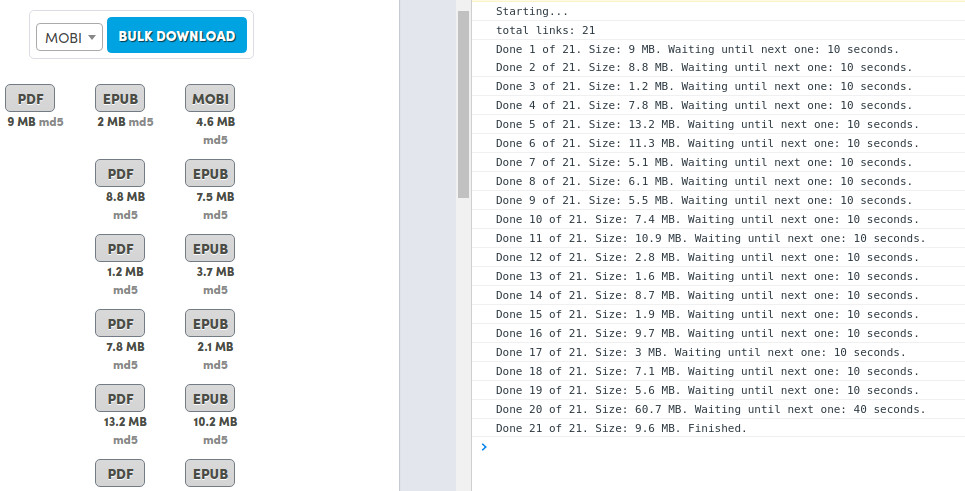 MOBI BULK DOWNLOAD
PDF EPUB MOBI
9 MB md5 2 MB md5 4.6 MB
md5
PDF EPUB
8.8 MB 7.5 MB
md5 md5
PDF EPUB
1.2 MB 3.7 MB
md5 md5
PDF EPUB
7.8 MB 2.1 MB
md5 md5
PDF EPUB
13.2 MB 10.2 MB
md5 md5
PDF EPUB
Starting...
total links: 21
Done 1 of 21. Size: 9 MB. Waiting until next one: 10 seconds.
Done 2 of 21. Size: 8.8 MB. Waiting until next one: 10 seconds.
Done 3 of 21. Size: 1.2 MB. Waiting until next one: 10 seconds.
Done 4 of 21. Size: 7.8 MB. Waiting until next one: 10 seconds.
Done 5 of 21. Size: 13.2 MB. Waiting until next one: 10 seconds.
Done 6 of 21. Size: 11.3 MB. Waiting until next one: 10 seconds.
Done 7 of 21. Size: 5.1 MB. Waiting until next one: 10 seconds.
Done 8 of 21. Size: 6.1 MB. Waiting until next one: 10 seconds.
Done 9 of 21. Size: 5.5 MB. Waiting until next one: 10 seconds.
Done 10 of 21. Size: 7.4 MB. Waiting until next one: 10 seconds.
Done 11 of 21. Size: 10.9 MB. Waiting until next one: 10 seconds.
Done 12 of 21. Size: 2.8 MB. Waiting until next one: 10 seconds.
Done 13 of 21. Size: 1.6 MB. Waiting until next one: 10 seconds.
Done 14 of 21. Size: 8.7 MB. Waiting until next one: 10 seconds.
Done 15 of 21. Size: 1.9 MB. Waiting until next one: 10 seconds.
Done 16 of 21. Size: 9.7 MB. Waiting until next one: 10 seconds.
Done 17 of 21. Size: 3 MB. Waiting until next one: 10 seconds.
Done 18 of 21. Size: 7.1 MB. Waiting until next one: 10 seconds.
Done 19 of 21. Size: 5.6 MB. Waiting until next one: 10 seconds.
Done 20 of 21. Size: 60.7 MB. Waiting until next one: 40 seconds.
Done 21 of 21. Size: 9.6 MB. Finished.